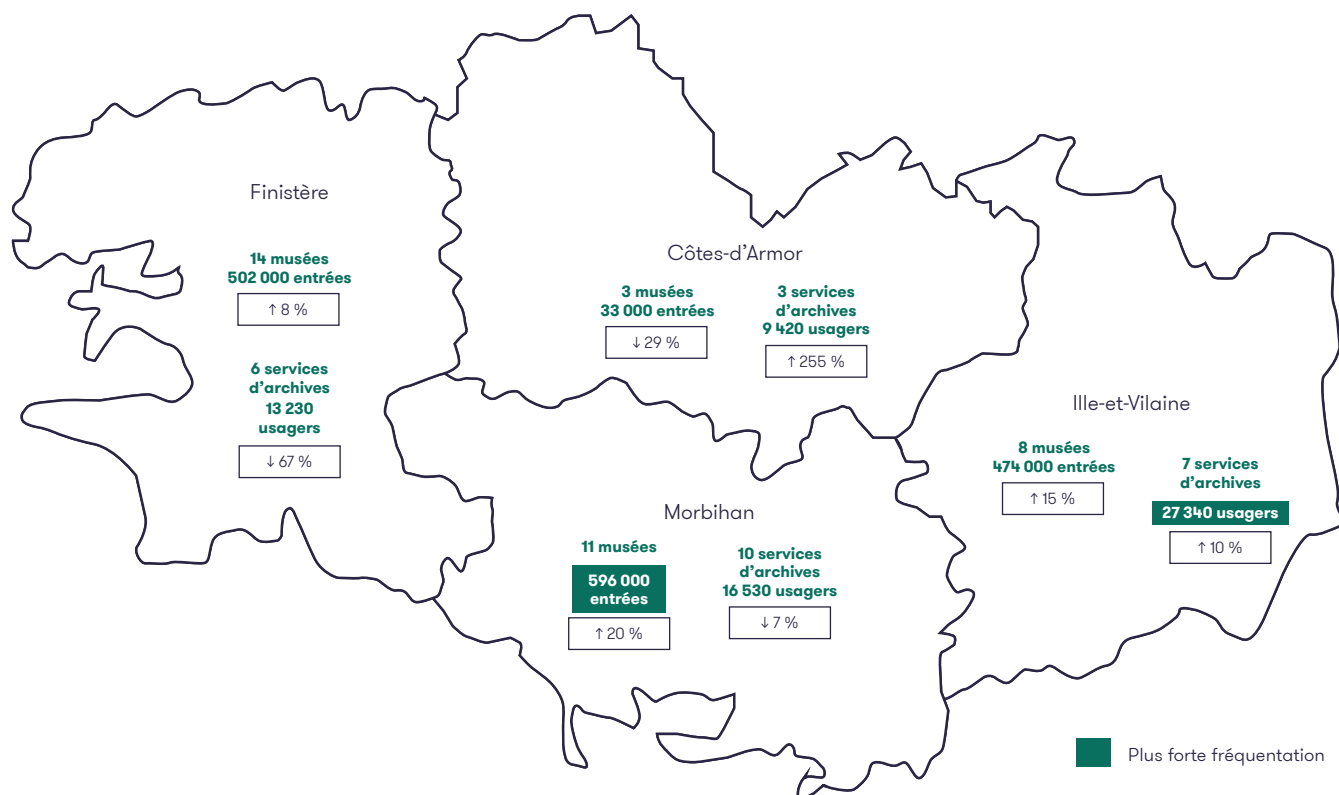 Finistère
14 musées
502 000 entrées
↑ 8 %
6 services
d'archives
13 230
usagers
↓ 67 %
Côtes-d'Armor
3 musées
33 000 entrées
↓ 29 %
3 services
d'archives
9 420 usagers
↑ 255 %
Ille-et-Vilaine
8 musées
474 000 entrées
↑ 15 %
7 services
d'archives
27 340 usagers
↑ 10 %
Morbihan
11 musées
596 000
entrées
↑ 20 %
10 services
d'archives
16 530 usagers
↓ 7 %
Plus forte fréquentation